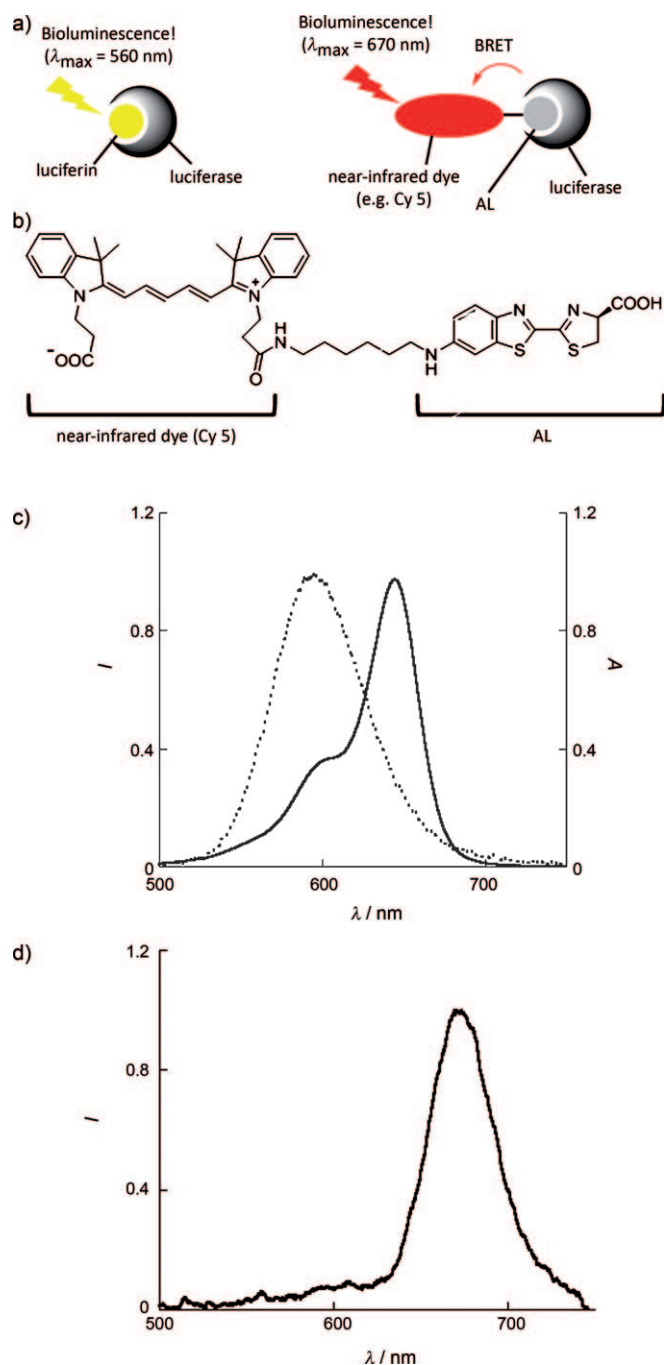 a)
Bioluminescence!
(λmax = 560 nm)
luciferin
luciferase
Bioluminescence!
(λmax = 670 nm)
BRET
near-infrared dye
(e.g. Cy 5)
AL
luciferase
b)
N
N+
-OOC
O
N
H
N
H
N
S
N
S
COOH
near-infrared dye (Cy 5)
AL
c)
1.2
0.8
0.4
0
I
1.2
0.8
0.4
0
A
500 600 700
λ / nm
d)
1.2
0.8
0.4
0
I
500 600 700
λ / nm